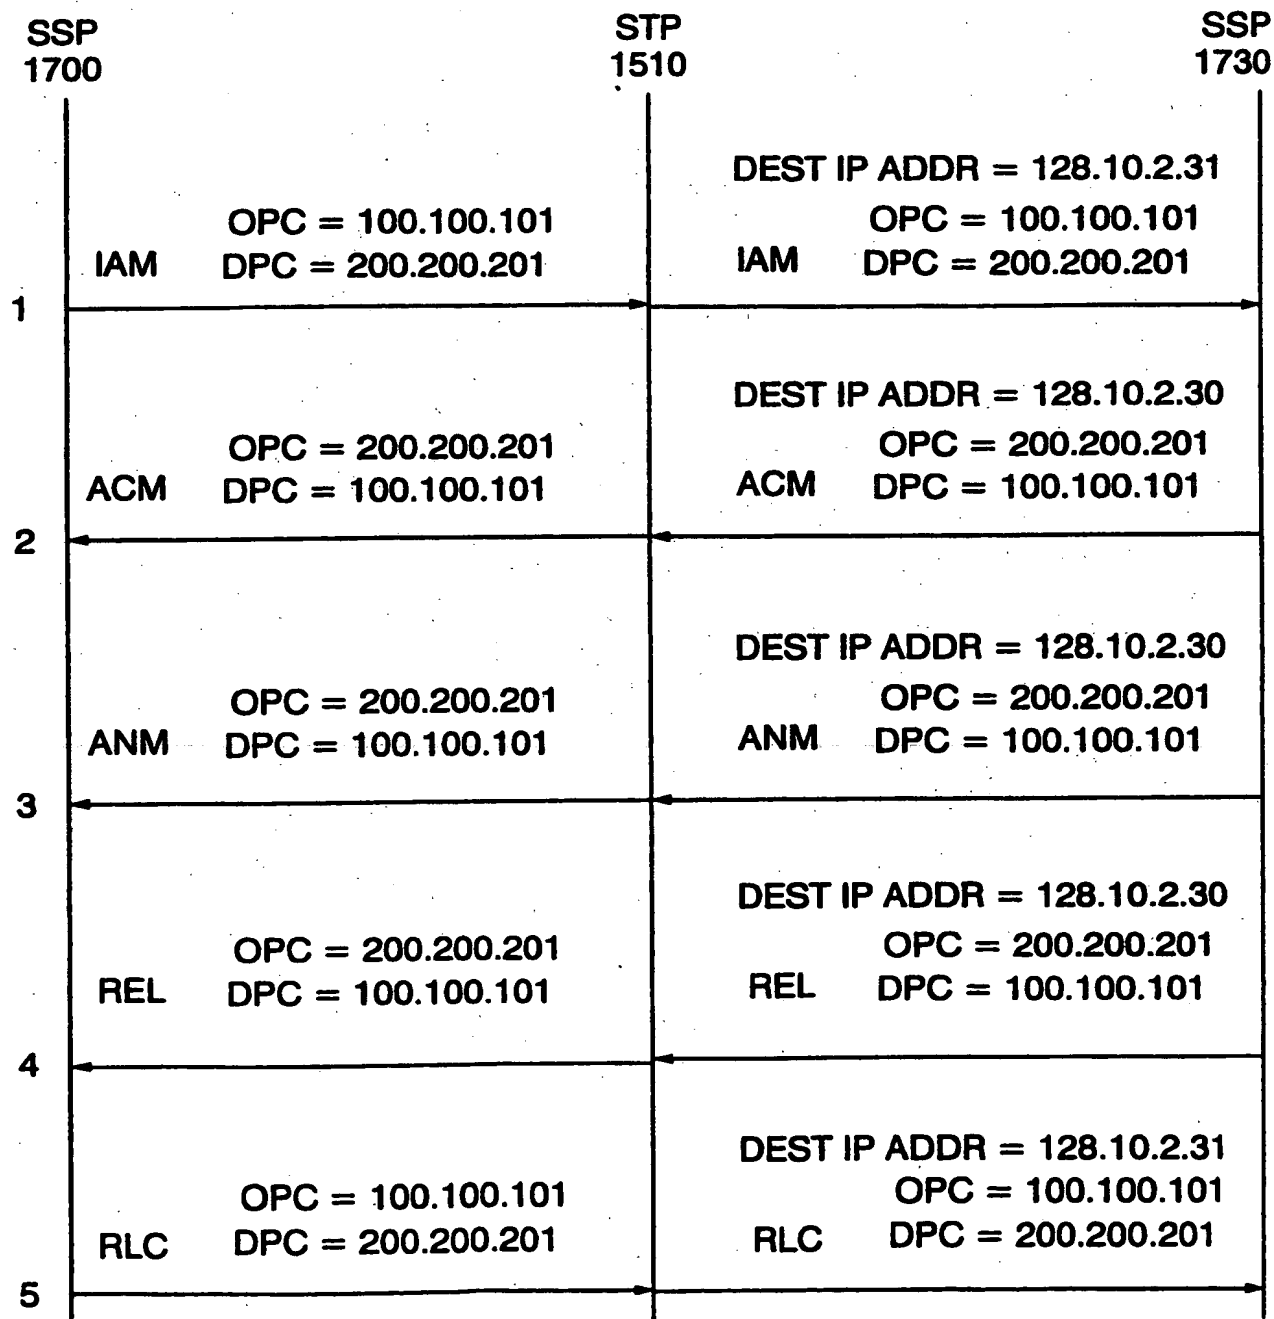 SSP
1700
STP
1510
SSP
1730
DEST IP ADDR = 128.10.2.31
OPC = 100.100.101
OPC = 100.100.101
IAM DPC = 200.200.201
IAM DPC = 200.200.201
1
DEST IP ADDR = 128.10.2.30
OPC = 200.200.201
OPC = 200.200.201
ACM DPC = 100.100.101
ACM DPC = 100.100.101
2
DEST IP ADDR = 128.10.2.30
OPC = 200.200.201
OPC = 200.200.201
ANM DPC = 100.100.101
ANM DPC = 100.100.101
3
DEST IP ADDR = 128.10.2.30
OPC = 200.200.201
OPC = 200.200.201
REL DPC = 100.100.101
REL DPC = 100.100.101
4
DEST IP ADDR = 128.10.2.31
OPC = 100.100.101
OPC = 100.100.101
RLC DPC = 200.200.201
RLC DPC = 200.200.201
5